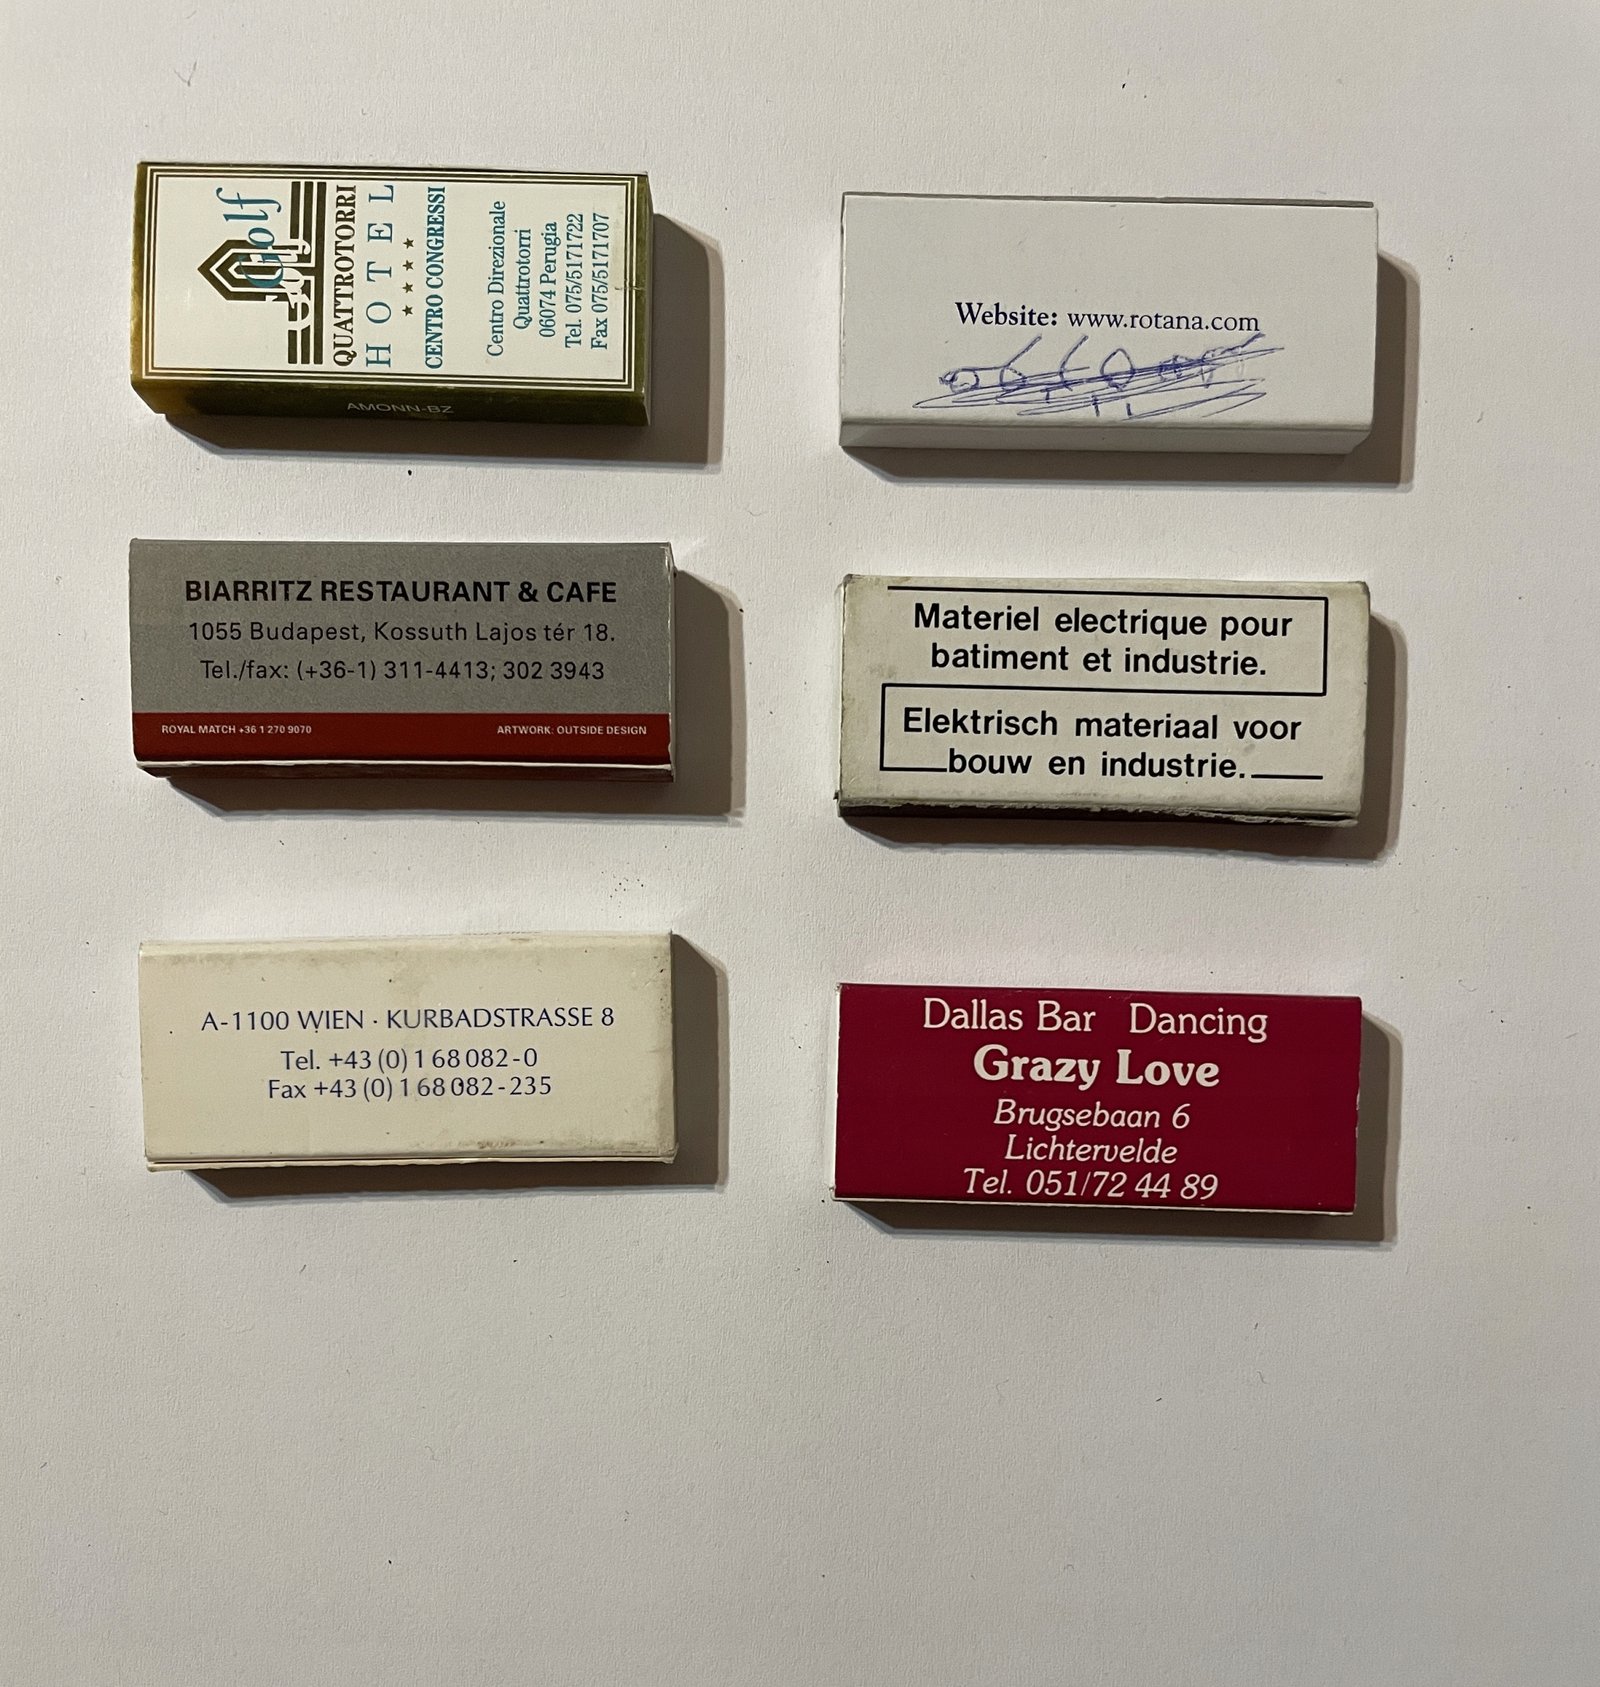 Golf
QUATTROTORRI
HOTEL
★ ★ ★ ★
CENTRO CONGRESSI
Centro Direzionale
Quattrotorri
06074 Perugia
Tel. 075/5171722
Fax 075/5171707
AMONN-BZ
Website: www.rotana.com
BIARRITZ RESTAURANT & CAFE
1055 Budapest, Kossuth Lajos tér 18.
Tel./fax: (+36-1) 311-4413; 302 3943
ROYAL MATCH +36 1 270 9070
ARTWORK: OUTSIDE DESIGN
Materiel electrique pour
batiment et industrie.
Elektrisch materiaal voor
bouw en industrie.
A-1100 WIEN · KURBADSTRASSE 8
Tel. +43 (0) 1 68 082-0
Fax +43 (0) 1 68 082-235
Dallas Bar Dancing
Grazy Love
Brugsebaan 6
Lichtervelde
Tel. 051/72 44 89